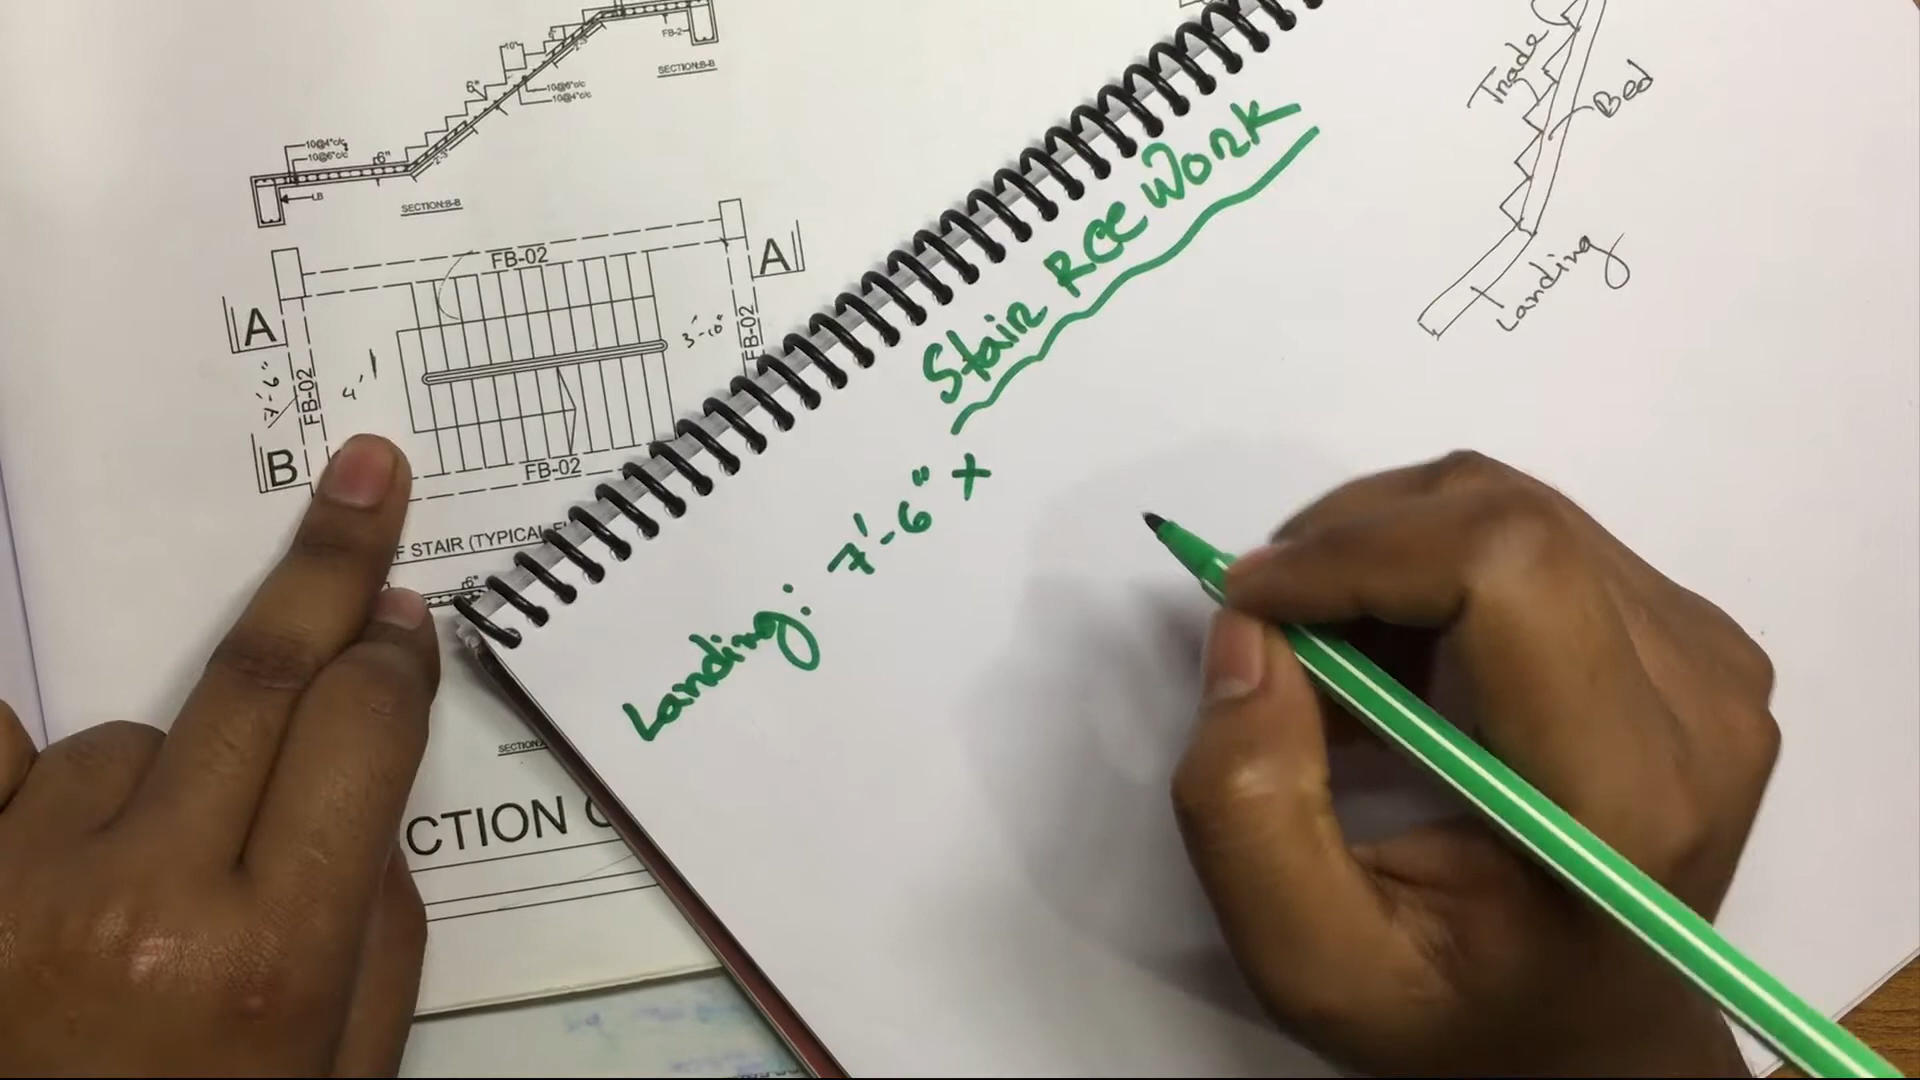 FB-2
SECTION:B-B
10"
6"
10@6"c/c
10@4"c/c
10@4"c/c
10@6"c/c
6"
LB
SECTION:B-B
FB-02
A
A
7'-6"
FB-02
4'
3'-10"
FB-02
B
FB-02
F STAIR (TYPICAL
6"
SECTION
CTION
Stair RCC WORK
Landing: 7'-6" X
Trade
Bed
Landing